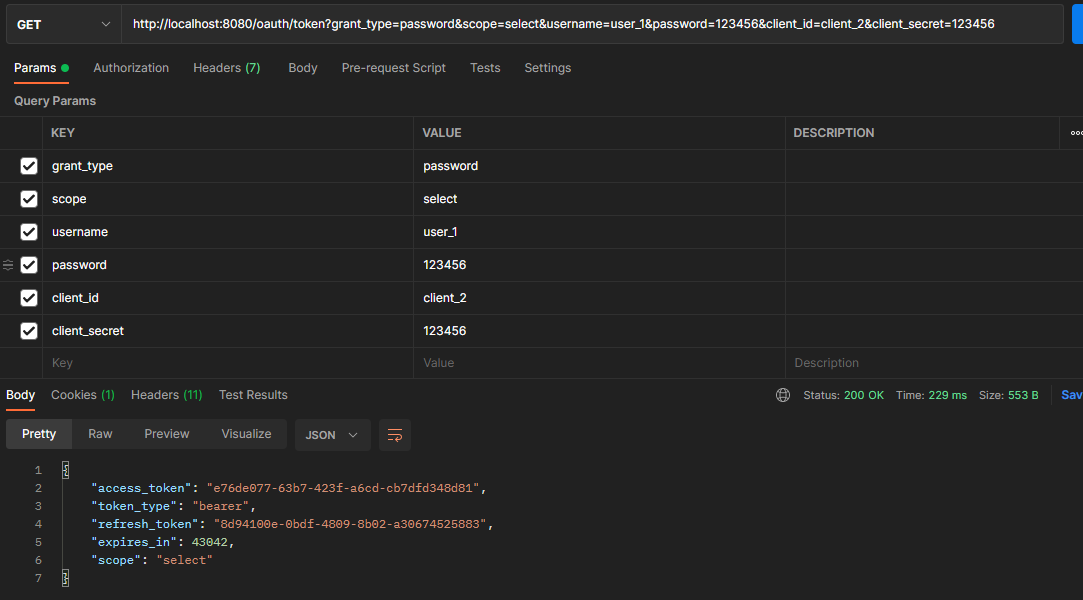 GET http://localhost:8080/oauth/token?grant_type=password&scope=select&username=user_1&password=123456&client_id=client_2&client_secret=123456
Params Authorization Headers (7) Body Pre-request Script Tests Settings
Query Params
KEY VALUE DESCRIPTION
grant_type password
scope select
username user_1
password 123456
client_id client_2
client_secret 123456
Key Value Description
Body Cookies (1) Headers (11) Test Results Status: 200 OK Time: 229 ms Size: 553 B Sav
Pretty Raw Preview Visualize JSON
1 {
2 "access_token": "e76de077-63b7-423f-a6cd-cb7dfd348d81",
3 "token_type": "bearer",
4 "refresh_token": "8d94100e-0bdf-4809-8b02-a30674525883",
5 "expires_in": 43042,
6 "scope": "select"
7 }